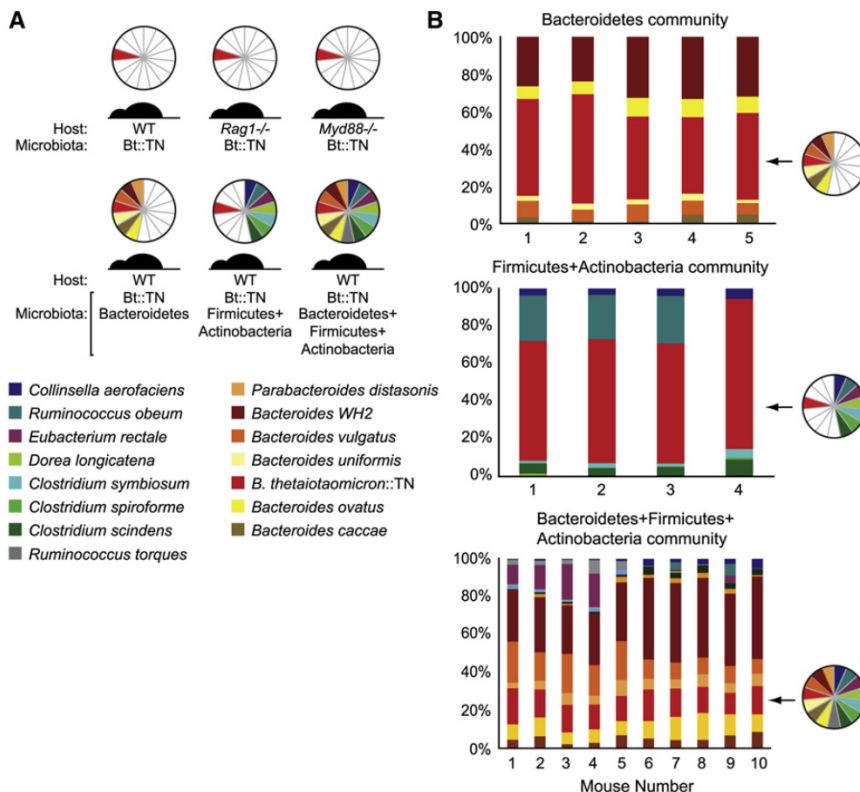 A
Host: WT Rag1-/- Myd88-/-
Microbiota: Bt::TN Bt::TN Bt::TN
Host: WT WT WT
Microbiota: Bt::TN Bt::TN Bt::TN
Bacteroidetes Firmicutes+ Bacteroidetes+
Actinobacteria Firmicutes+
Actinobacteria
Collinsella aerofaciens
Ruminococcus obeum
Eubacterium rectale
Dorea longicatena
Clostridium symbiosum
Clostridium spiroforme
Clostridium scindens
Ruminococcus torques
Parabacteroides distasonis
Bacteroides WH2
Bacteroides vulgatus
Bacteroides uniformis
B. thetaiotaomicron::TN
Bacteroides ovatus
Bacteroides caccae
B
Bacteroidetes community
100%
80%
60%
40%
20%
0%
1 2 3 4 5
Firmicutes+Actinobacteria community
100%
80%
60%
40%
20%
0%
1 2 3 4
Bacteroidetes+Firmicutes+
Actinobacteria community
100%
80%
60%
40%
20%
0%
1 2 3 4 5 6 7 8 9 10
Mouse Number